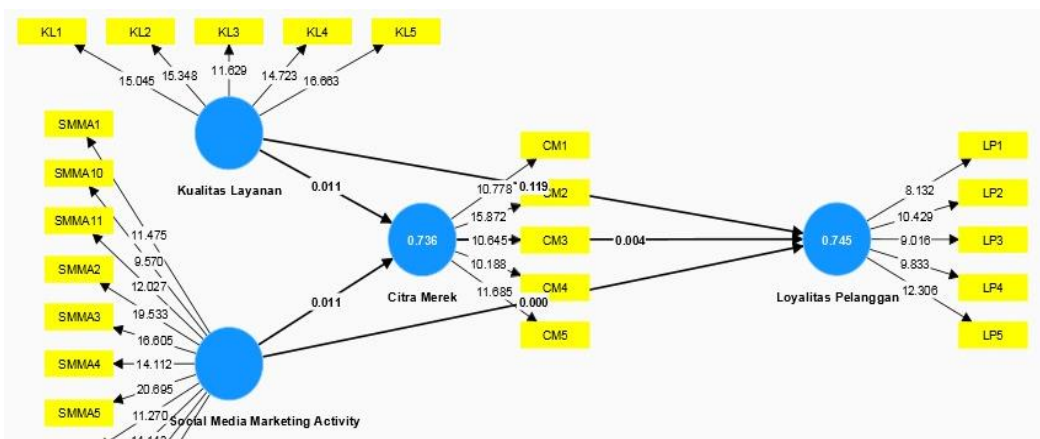 KL1
KL2
KL3
KL4
KL5
15.045
15.348
11.629
14.723
16.663
Kualitas Layanan
SMMA1
SMMA10
SMMA11
SMMA2
SMMA3
SMMA4
SMMA5
11.475
9.570
12.027
19.533
16.605
14.112
20.695
11.270
Social Media Marketing Activity
0.011
0.011
0.736
Citra Merek
10.778
15.872
10.645
10.188
11.685
CM1
CM2
CM3
CM4
CM5
0.119
0.004
0.000
0.745
Loyalitas Pelanggan
8.132
10.429
9.016
9.833
12.306
LP1
LP2
LP3
LP4
LP5